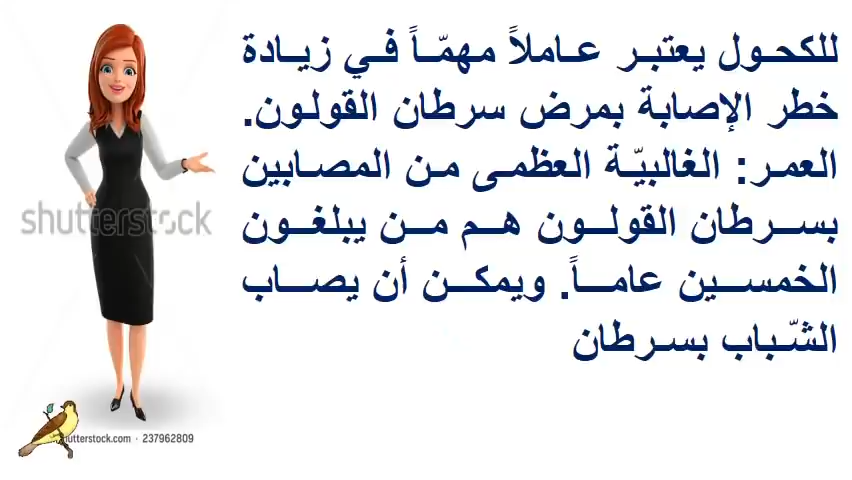 للكحول يعتبر عاملاً مهمّاً في زيادة
خطر الإصابة بمرض سرطان القولون.
العمر: الغالبيّة العظمى من المصابين
بسرطان القولون هم من يبلغون
الخمسين عاماً. ويمكن أن يصاب
الشّباب بسرطان
shutterstock
hutterstock.com · 237962809